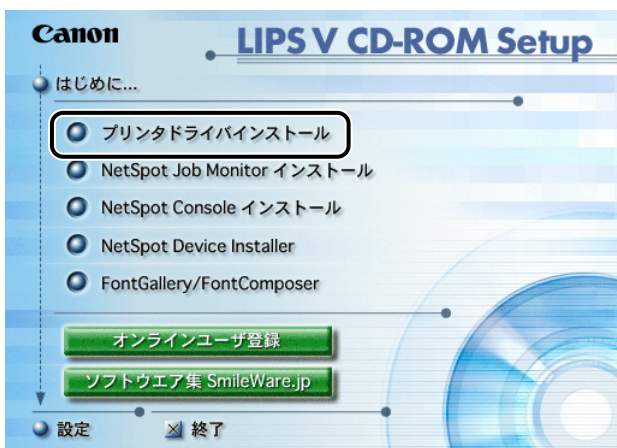 Canon
LIPS V CD-ROM Setup
はじめに...
プリンタドライバインストール
NetSpot Job Monitor インストール
NetSpot Console インストール
NetSpot Device Installer
FontGallery/FontComposer
オンラインユーザ登録
ソフトウエア集 SmileWare.jp
設定 終了